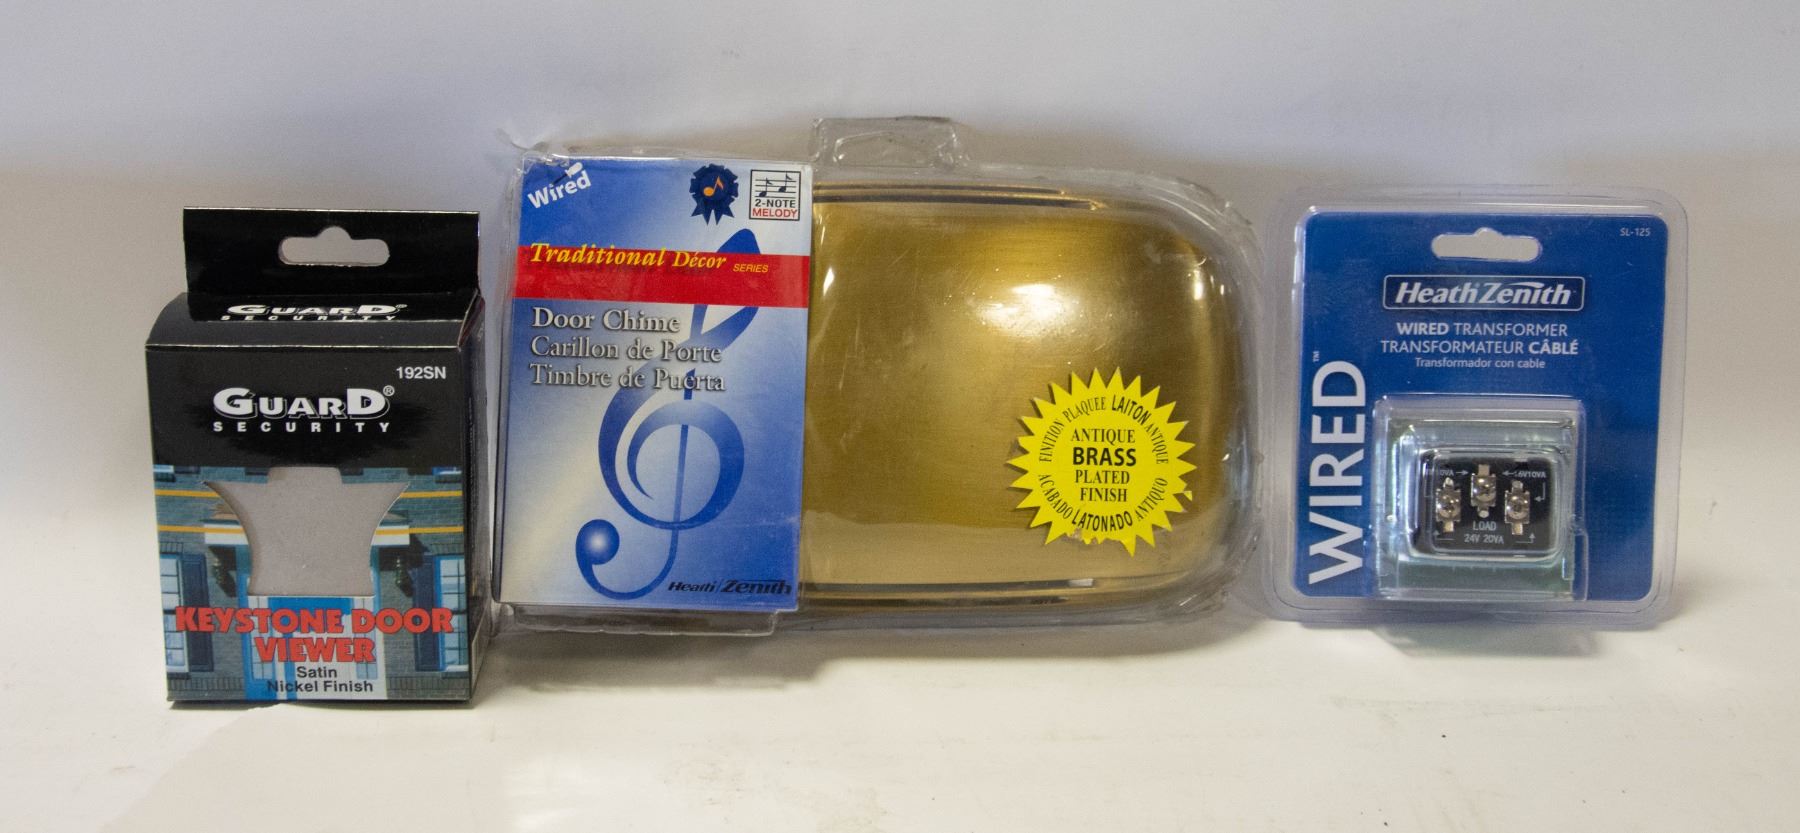 GUARD®
SECURITY
192SN
GUARD®
SECURITY
KEYSTONE DOOR
VIEWER
Satin
Nickel Finish
Wired
2-NOTE
MELODY
Traditional Décor SERIES
Door Chime
Carillon de Porte
Timbre de Puerta
Heath/Zenith
FINITION PLAQUEE LAITON ANTIQUE
ANTIQUE
BRASS
PLATED
FINISH
ACABADO LATONADO ANTIQUO
SL-125
Heath Zenith
WIRED TRANSFORMER
TRANSFORMATEUR CÂBLÉ
Transformador con cable
WIRED™
16V10VA
LOAD
24V 20VA